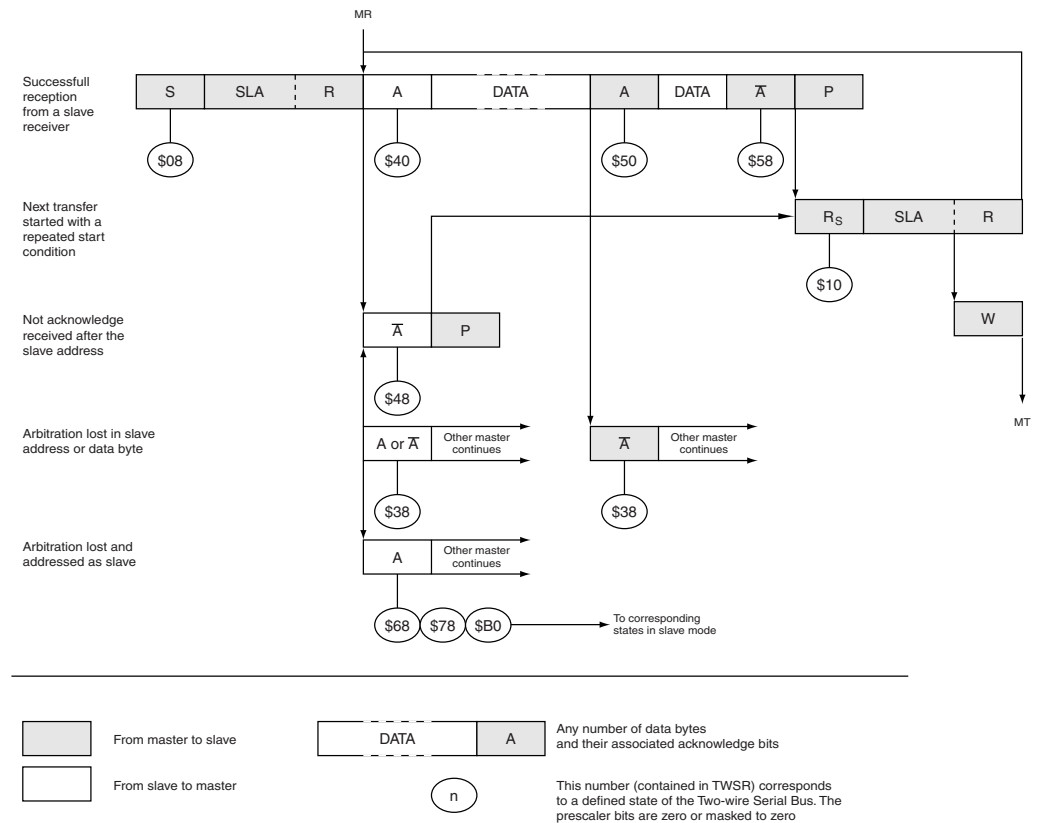 MR
Successfull
reception
from a slave
receiver
S SLA R A DATA A DATA A̅ P
$08 $40 $50 $58
Next transfer
started with a
repeated start
condition
RS SLA R
$10
Not acknowledge
received after the
slave address
A̅ P
W
$48
MT
Arbitration lost in slave
address or data byte
A or A̅
Other master
continues
A̅
Other master
continues
$38 $38
Arbitration lost and
addressed as slave
A
Other master
continues
$68 $78 $B0
To corresponding
states in slave mode
From master to slave
DATA A
Any number of data bytes
and their associated acknowledge bits
From slave to master
n
This number (contained in TWSR) corresponds
to a defined state of the Two-wire Serial Bus. The
prescaler bits are zero or masked to zero